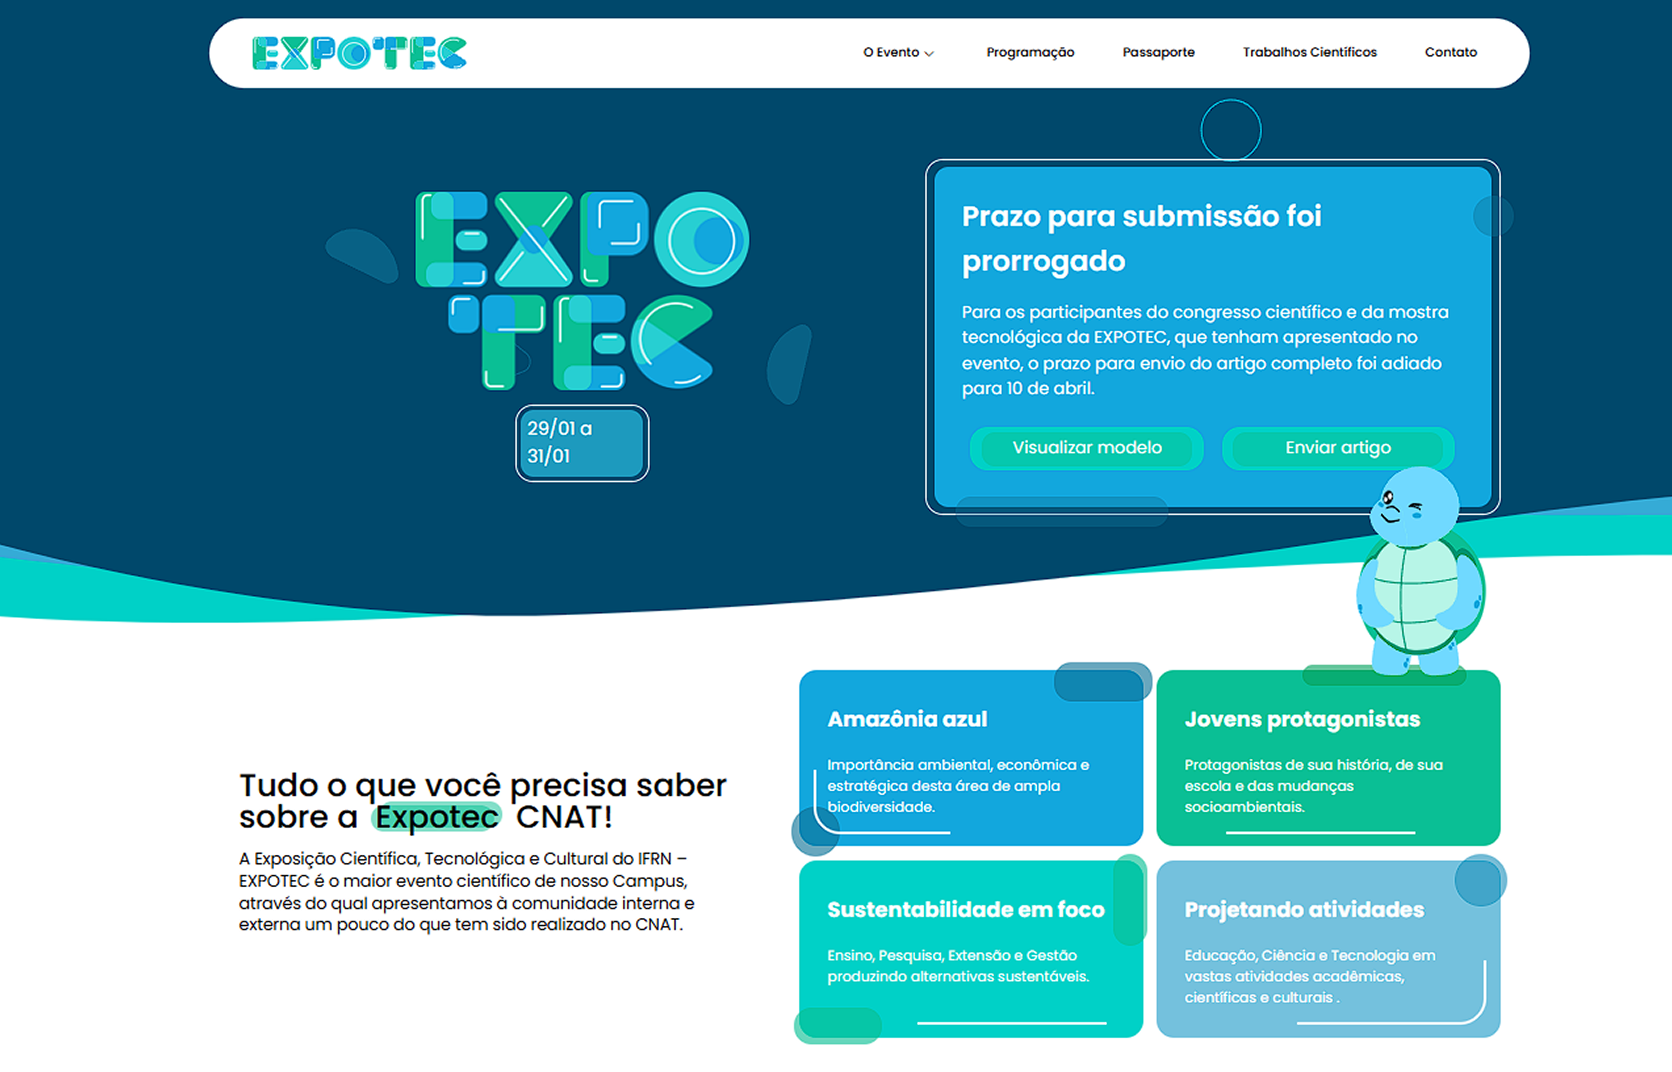 EXPOTEC
O Evento
Programação
Passaporte
Trabalhos Científicos
Contato
EXPO
TEC
29/01 a
31/01
Prazo para submissão foi
prorrogado
Para os participantes do congresso científico e da mostra
tecnológica da EXPOTEC, que tenham apresentado no
evento, o prazo para envio do artigo completo foi adiado
para 10 de abril.
Visualizar modelo
Enviar artigo
Tudo o que você precisa saber
sobre a Expotec CNAT!
A Exposição Científica, Tecnológica e Cultural do IFRN –
EXPOTEC é o maior evento científico de nosso Campus,
através do qual apresentamos à comunidade interna e
externa um pouco do que tem sido realizado no CNAT.
Amazônia azul
Importância ambiental, econômica e
estratégica desta área de ampla
biodiversidade.
Jovens protagonistas
Protagonistas de sua história, de sua
escola e das mudanças
socioambientais.
Sustentabilidade em foco
Ensino, Pesquisa, Extensão e Gestão
produzindo alternativas sustentáveis.
Projetando atividades
Educação, Ciência e Tecnologia em
vastas atividades acadêmicas,
científicas e culturais .